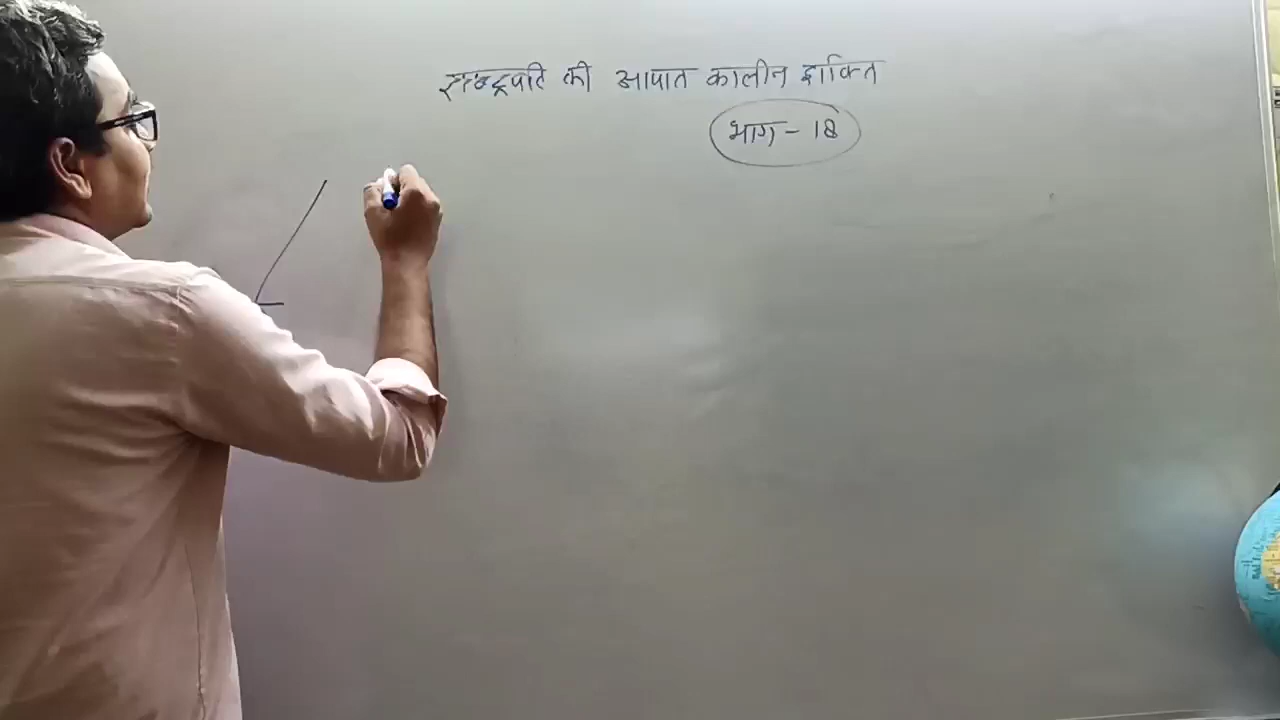 राष्ट्रपति की आपात कालीन शक्ति
भाग - 18